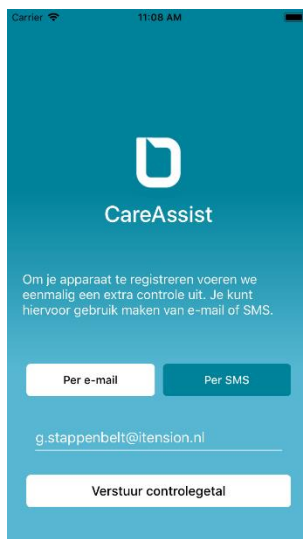 Carrier 11:08 AM
CareAssist
Om je apparaat te registreren voeren we
eenmalig een extra controle uit. Je kunt
hiervoor gebruik maken van e-mail of SMS.
Per e-mail Per SMS
g.stappenbelt@itension.nl
Verstuur controlegetal